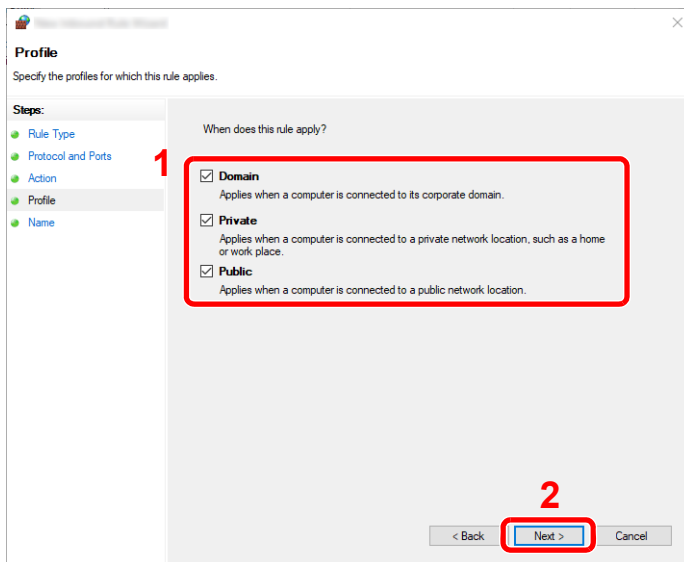 Profile
Specify the profiles for which this rule applies.
Steps:
Rule Type
Protocol and Ports
Action
Profile
Name
When does this rule apply?
1
Domain
Applies when a computer is connected to its corporate domain.
Private
Applies when a computer is connected to a private network location, such as a home
or work place.
Public
Applies when a computer is connected to a public network location.
2
< Back
Next >
Cancel